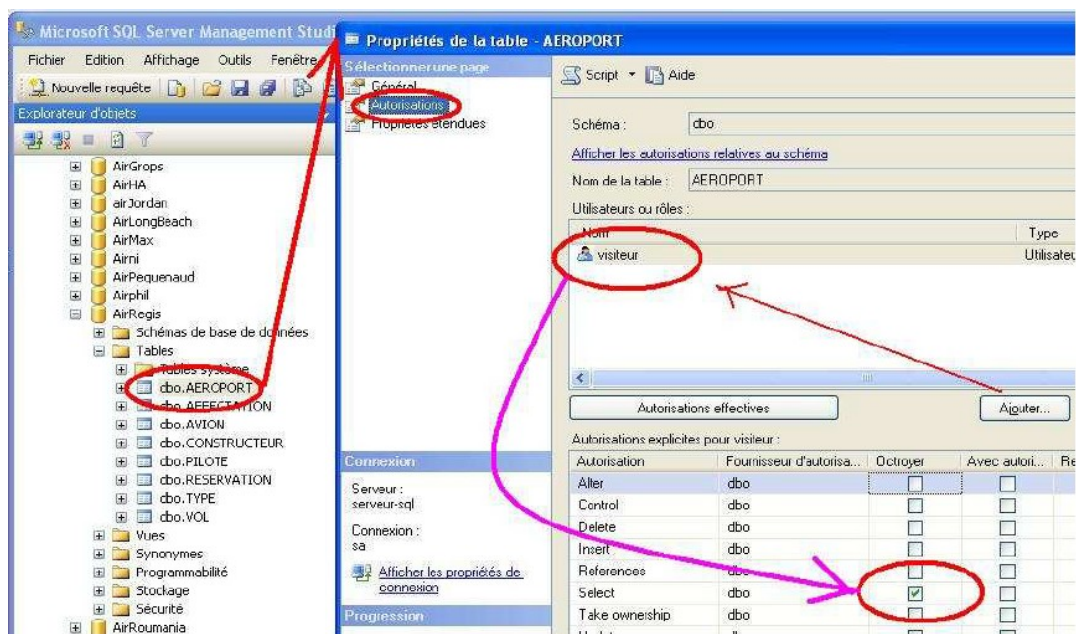 Microsoft SQL Server Management Studi
Fichier Edition Affichage Outils Fenêtre
Nouvelle requête
Explorateur d'objets
AirGrops
AirHA
airJordan
AirLongBeach
AirMax
Airni
AirPequenaud
Airphil
AirRegis
Schémas de base de données
Tables
Tables système
dbo.AEROPORT
dbo.AFFECTATION
dbo.AVION
dbo.CONSTRUCTEUR
dbo.PILOTE
dbo.RESERVATION
dbo.TYPE
dbo.VOL
Vues
Synonymes
Programmabilité
Stockage
Sécurité
AirRoumania
Propriétés de la table - AEROPORT
Sélectionner une page
Général
Autorisations
Propriétés étendues
Connexion
Serveur :
serveur-sql
Connexion :
sa
Afficher les propriétés de
connexion
Progression
Script Aide
Schéma : dbo
Afficher les autorisations relatives au schéma
Nom de la table : AEROPORT
Utilisateurs ou rôles :
Nom Type
visiteur Utilisateu
Autorisations effectives Ajouter...
Autorisations explicites pour visiteur :
Autorisation Fournisseur d'autorisa... Octroyer Avec autori... Re
Alter dbo
Control dbo
Delete dbo
Insert dbo
References dbo
Select dbo
Take ownership dbo